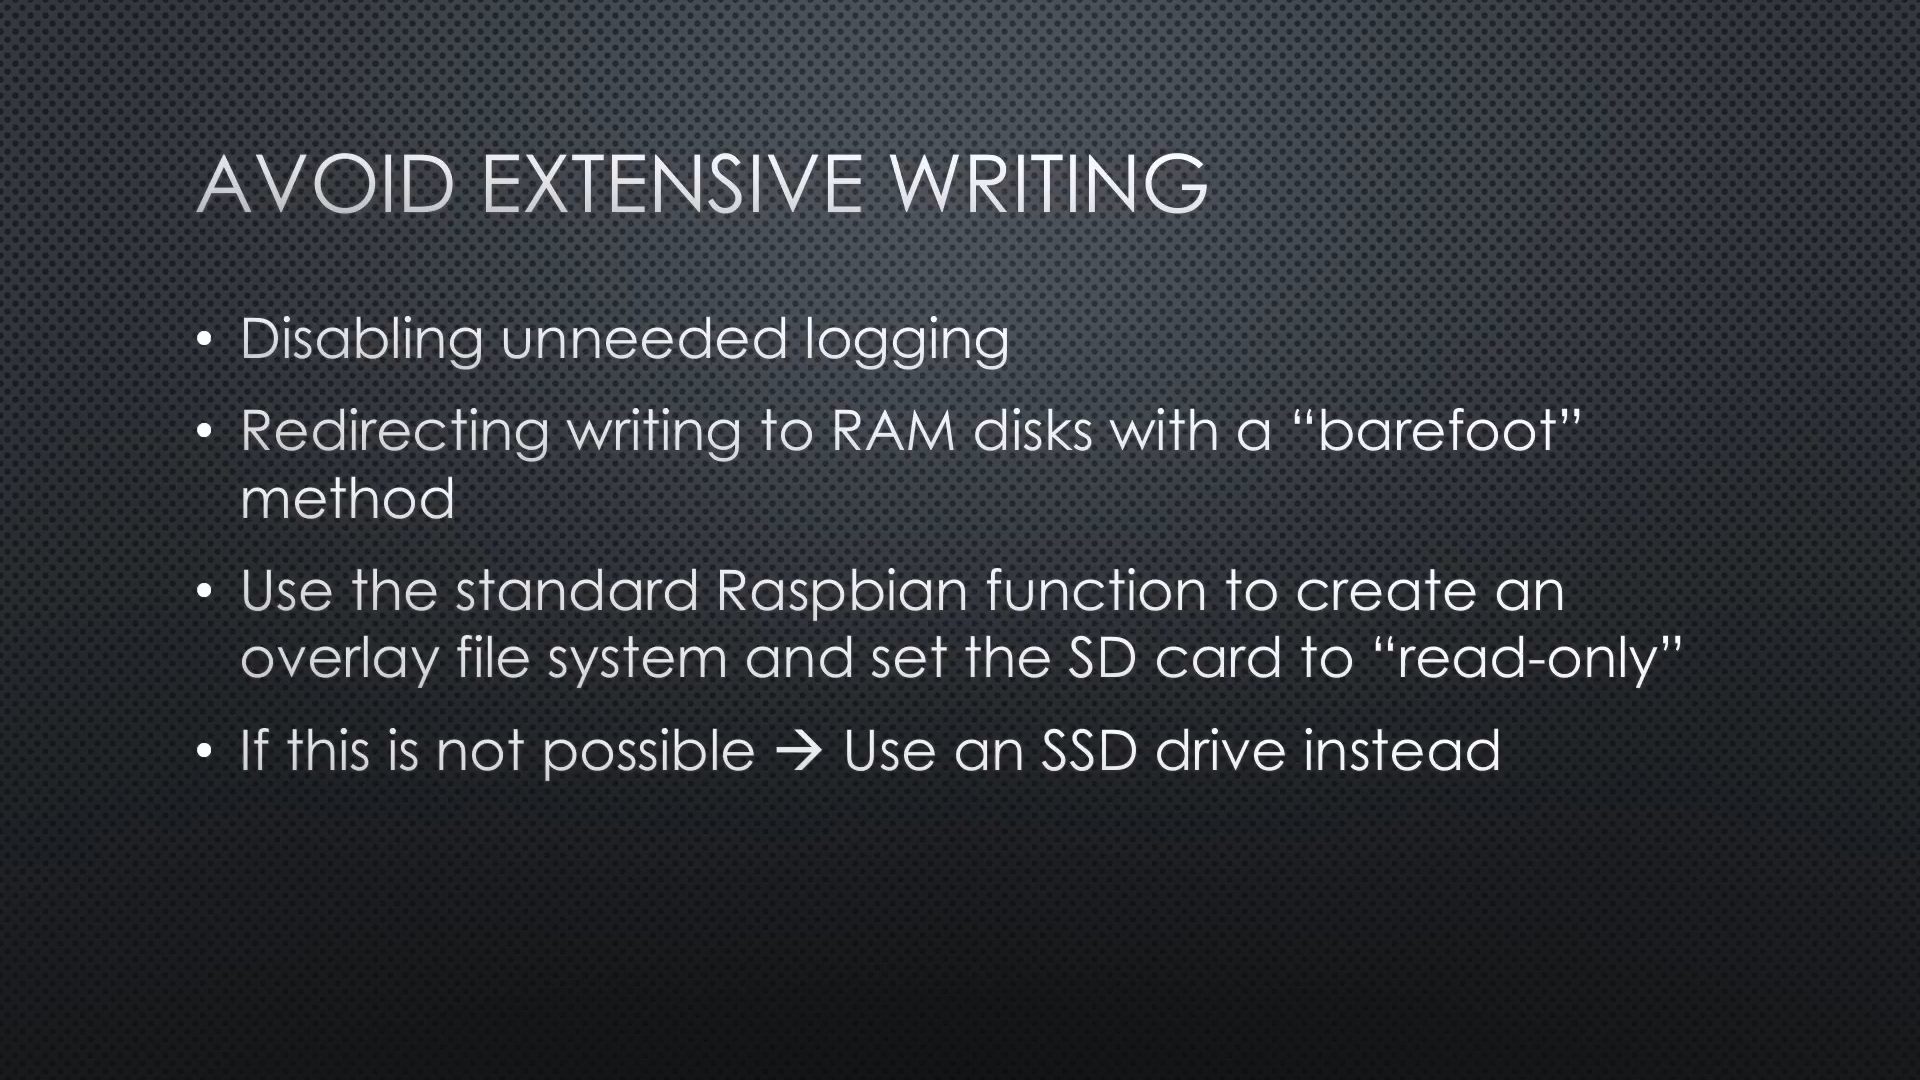 AVOID EXTENSIVE WRITING
• Disabling unneeded logging
• Redirecting writing to RAM disks with a “barefoot”
method
• Use the standard Raspbian function to create an
overlay file system and set the SD card to “read-only”
• If this is not possible → Use an SSD drive instead